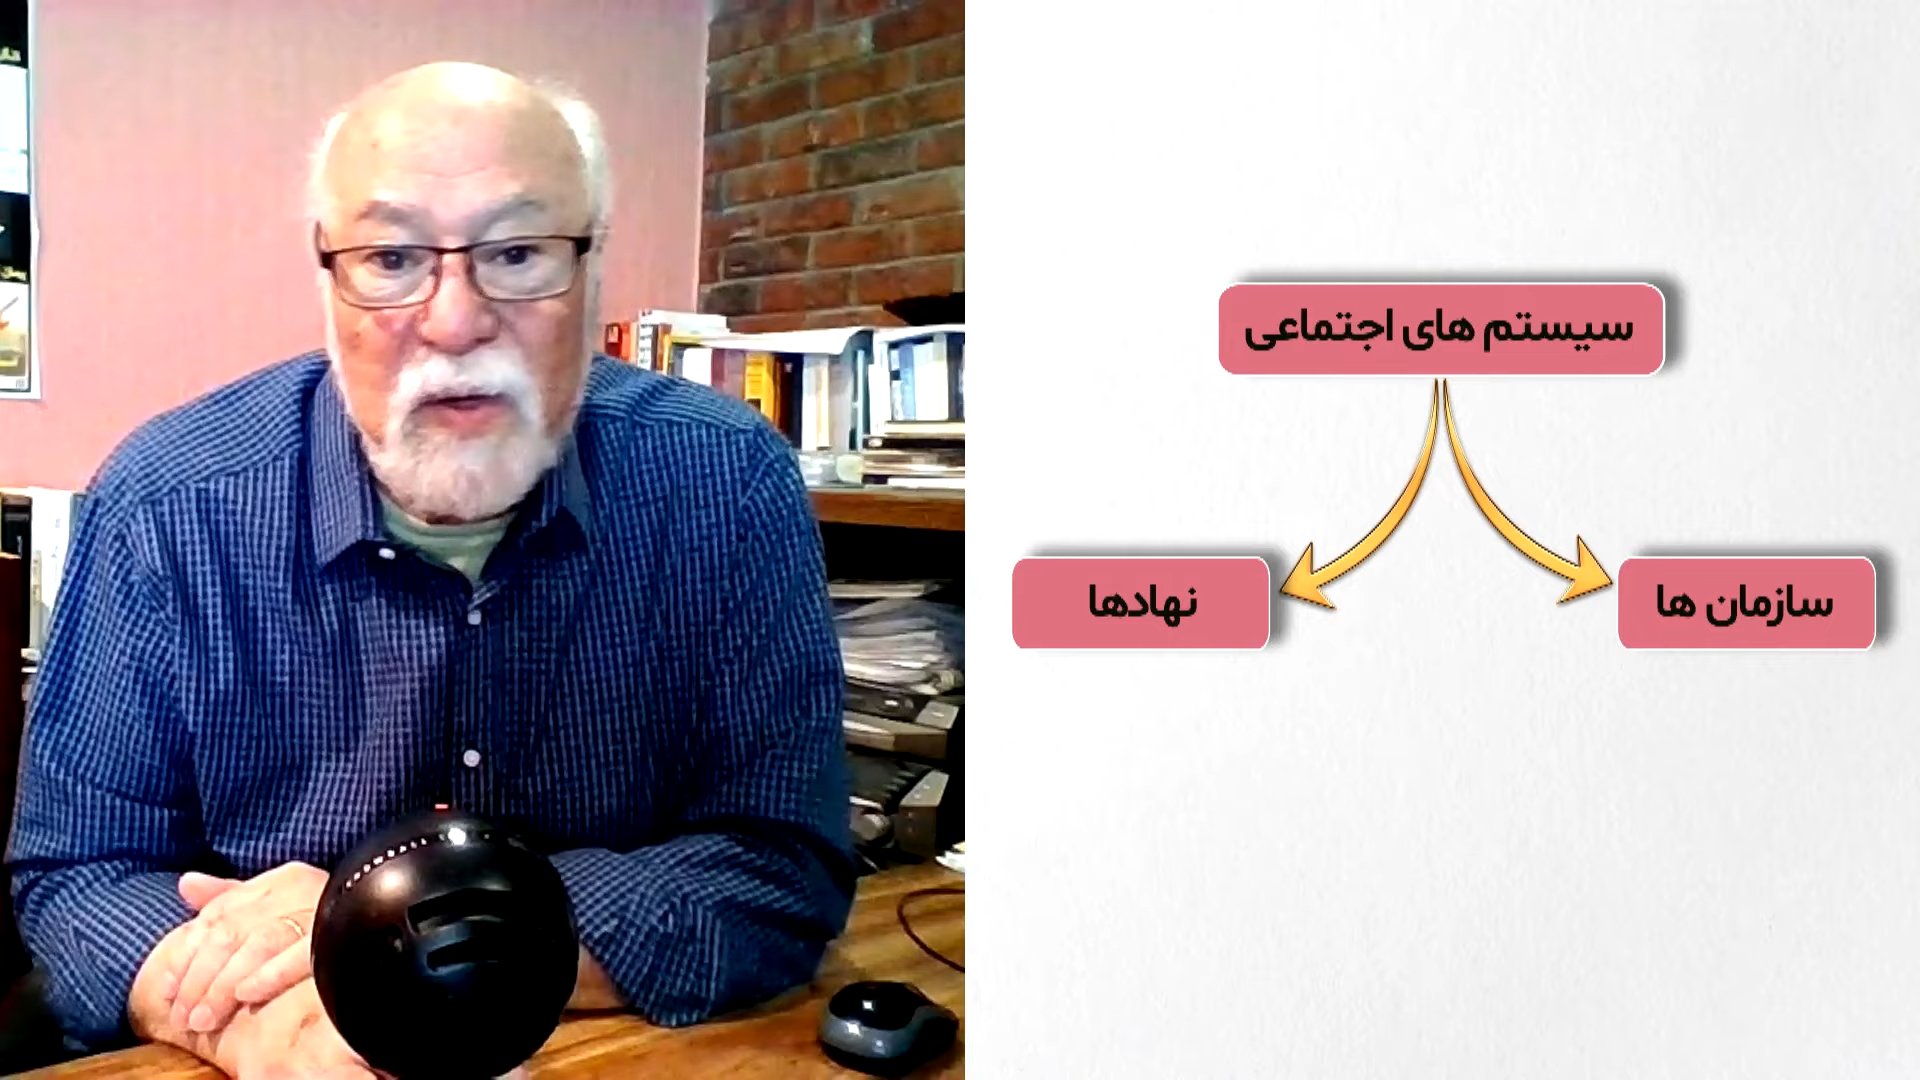 سیستم های اجتماعی
سازمان ها
نهادها